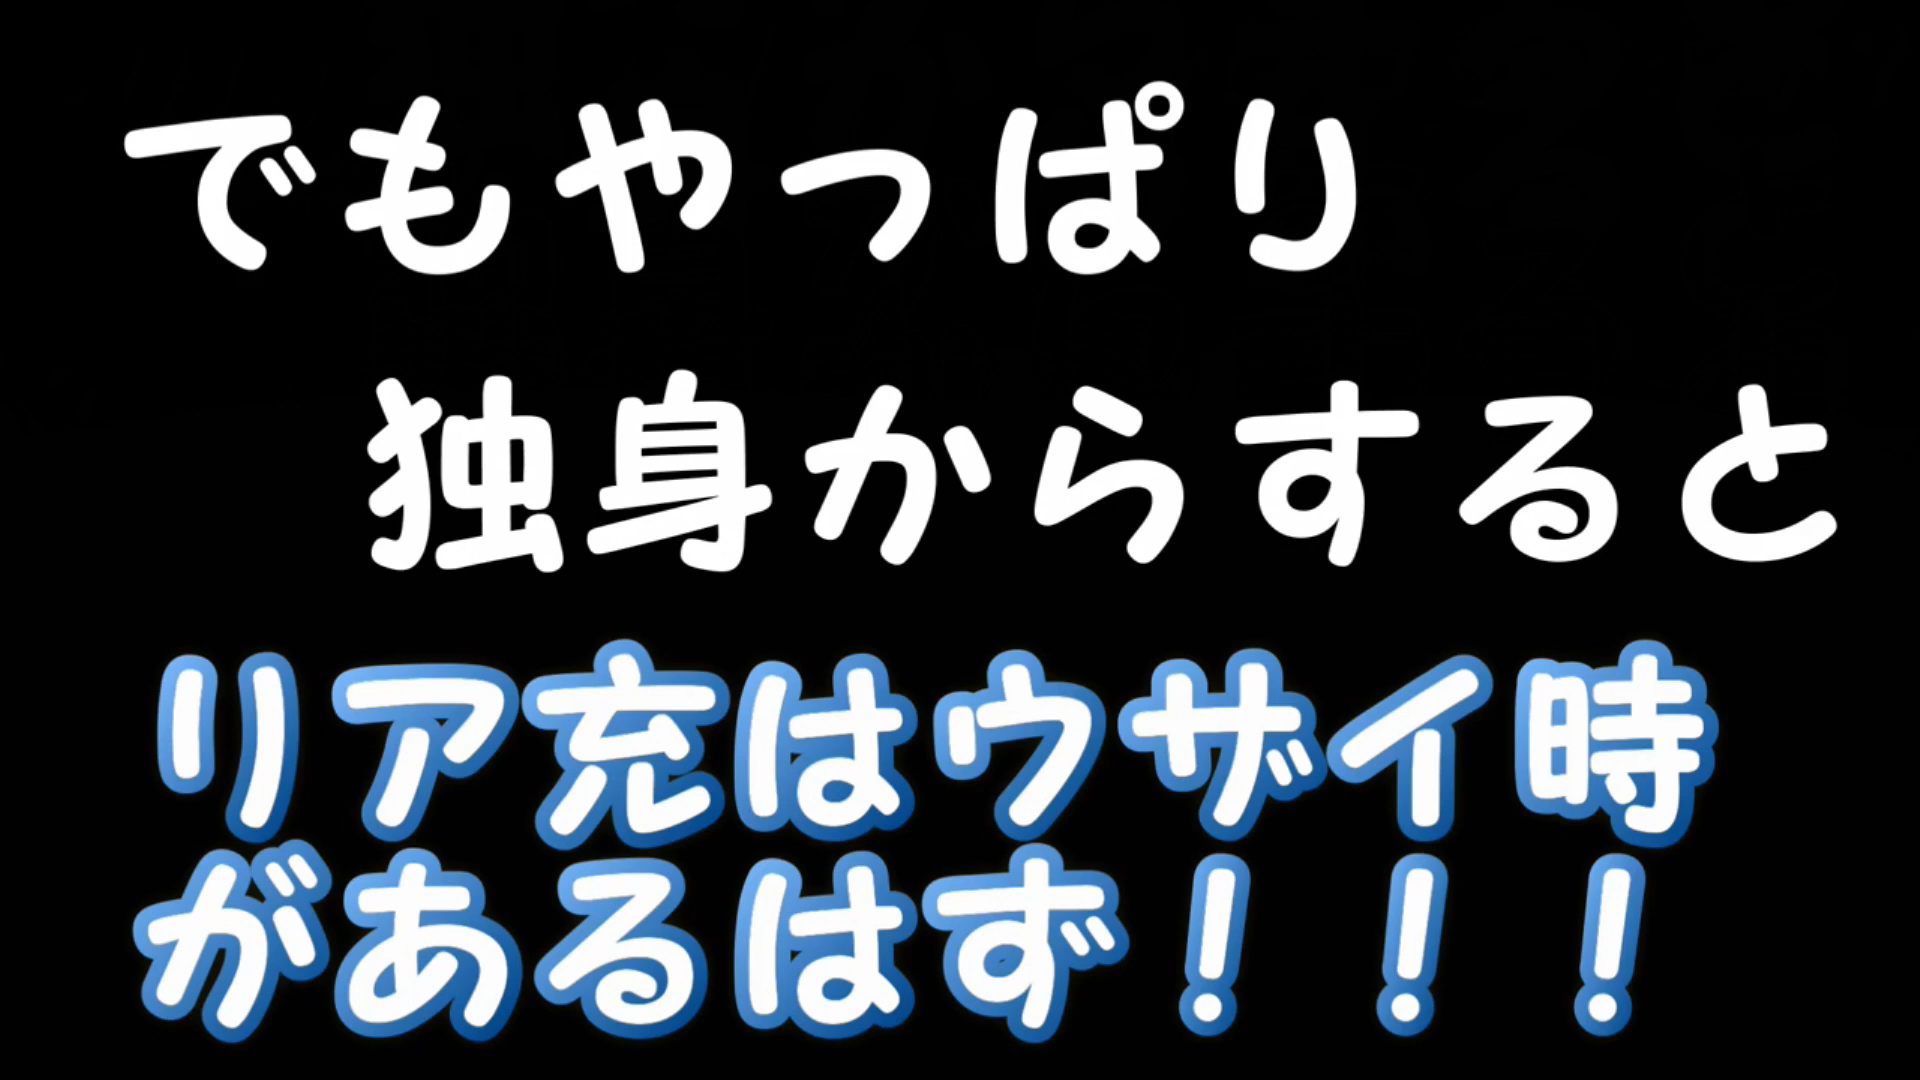 でもやっぱり
独身からすると
リア充はウザイ時
があるはず！！！